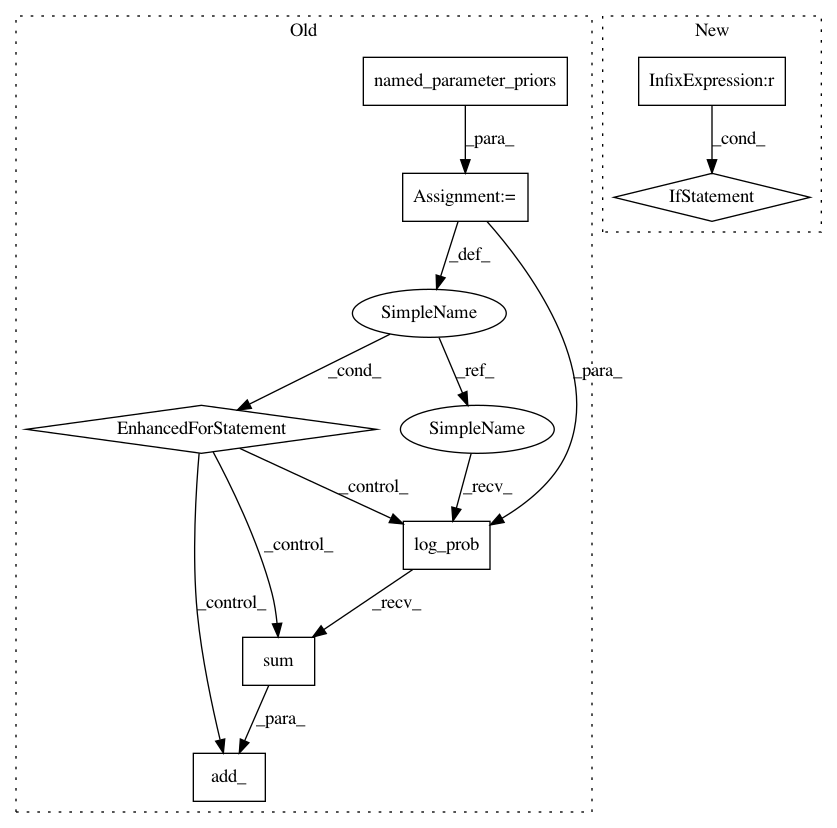 Old
New
named_parameter_priors
InfixExpression:r
_para_
_cond_
Assignment:=
IfStatement
_def_
SimpleName
_cond_
_ref_
_para_
EnhancedForStatement
SimpleName
_control_
_recv_
_control_
log_prob
_control_
_recv_
sum
_para_
add_